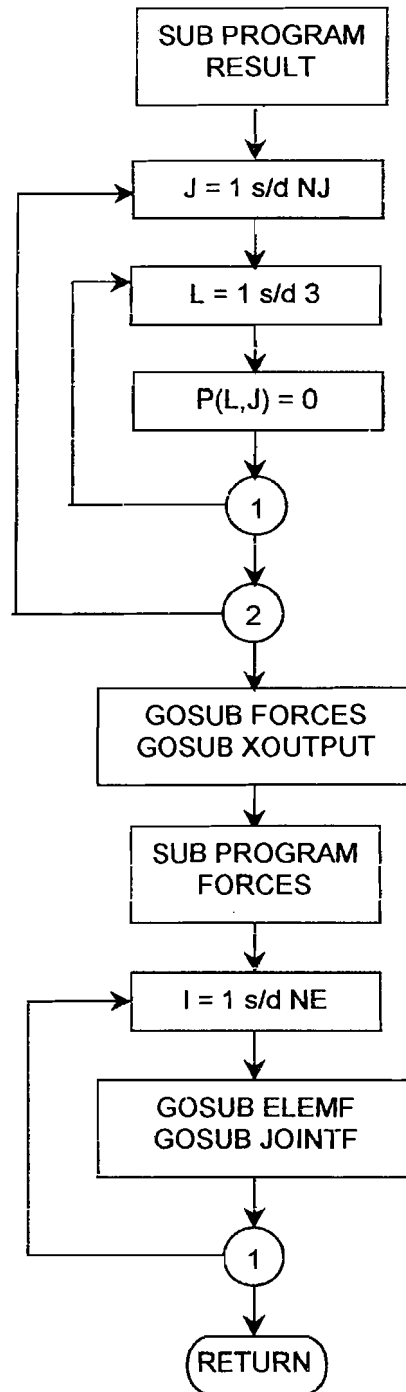 SUB PROGRAM
RESULT
J = 1 s/d NJ
L = 1 s/d 3
P(L,J) = 0
1
2
GOSUB FORCES
GOSUB XOUTPUT
SUB PROGRAM
FORCES
I = 1 s/d NE
GOSUB ELEMF
GOSUB JOINTF
1
RETURN